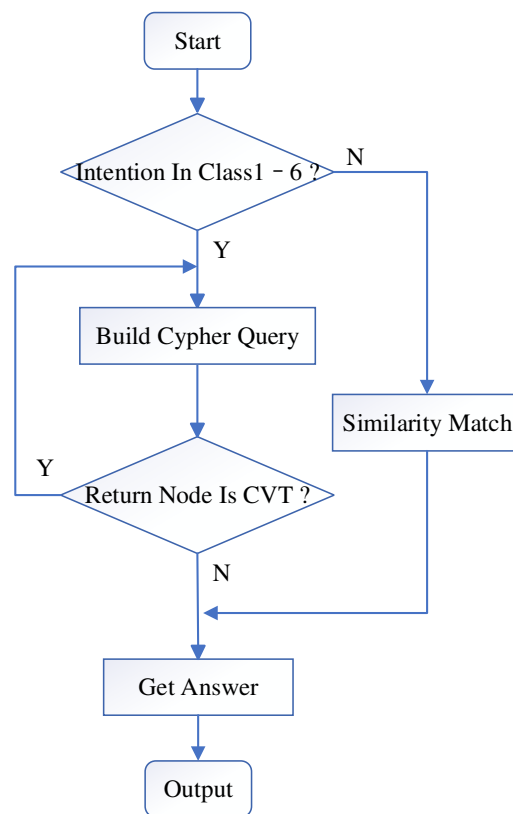 Start
Intention In Class1 - 6 ?
N
Y
Build Cypher Query
Similarity Match
Y
Return Node Is CVT ?
N
Get Answer
Output